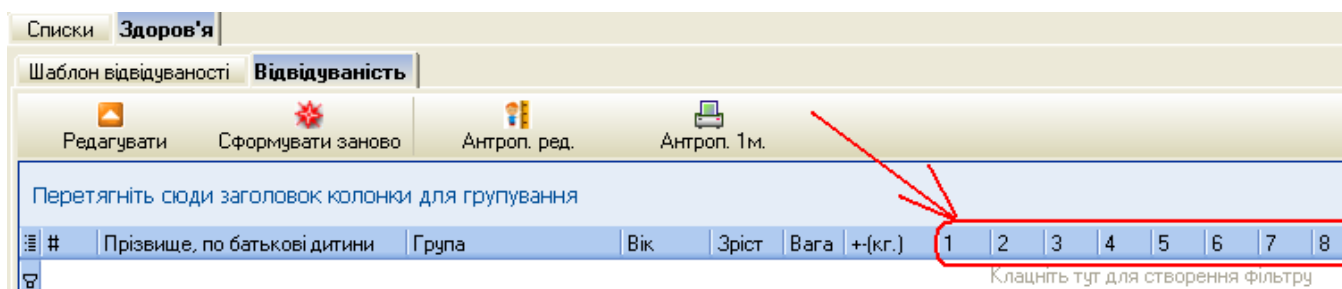 Списки Здоров'я
Шаблон відвідуваності Відвідуваність
Редагувати Сформувати заново Антроп. ред. Антроп. 1м.
Перетягніть сюди заголовок колонки для групування
# Прізвище, по батькові дитини Група Вік Зріст Вага +-(кг.) 1 2 3 4 5 6 7 8
Клацніть тут для створення фільтру